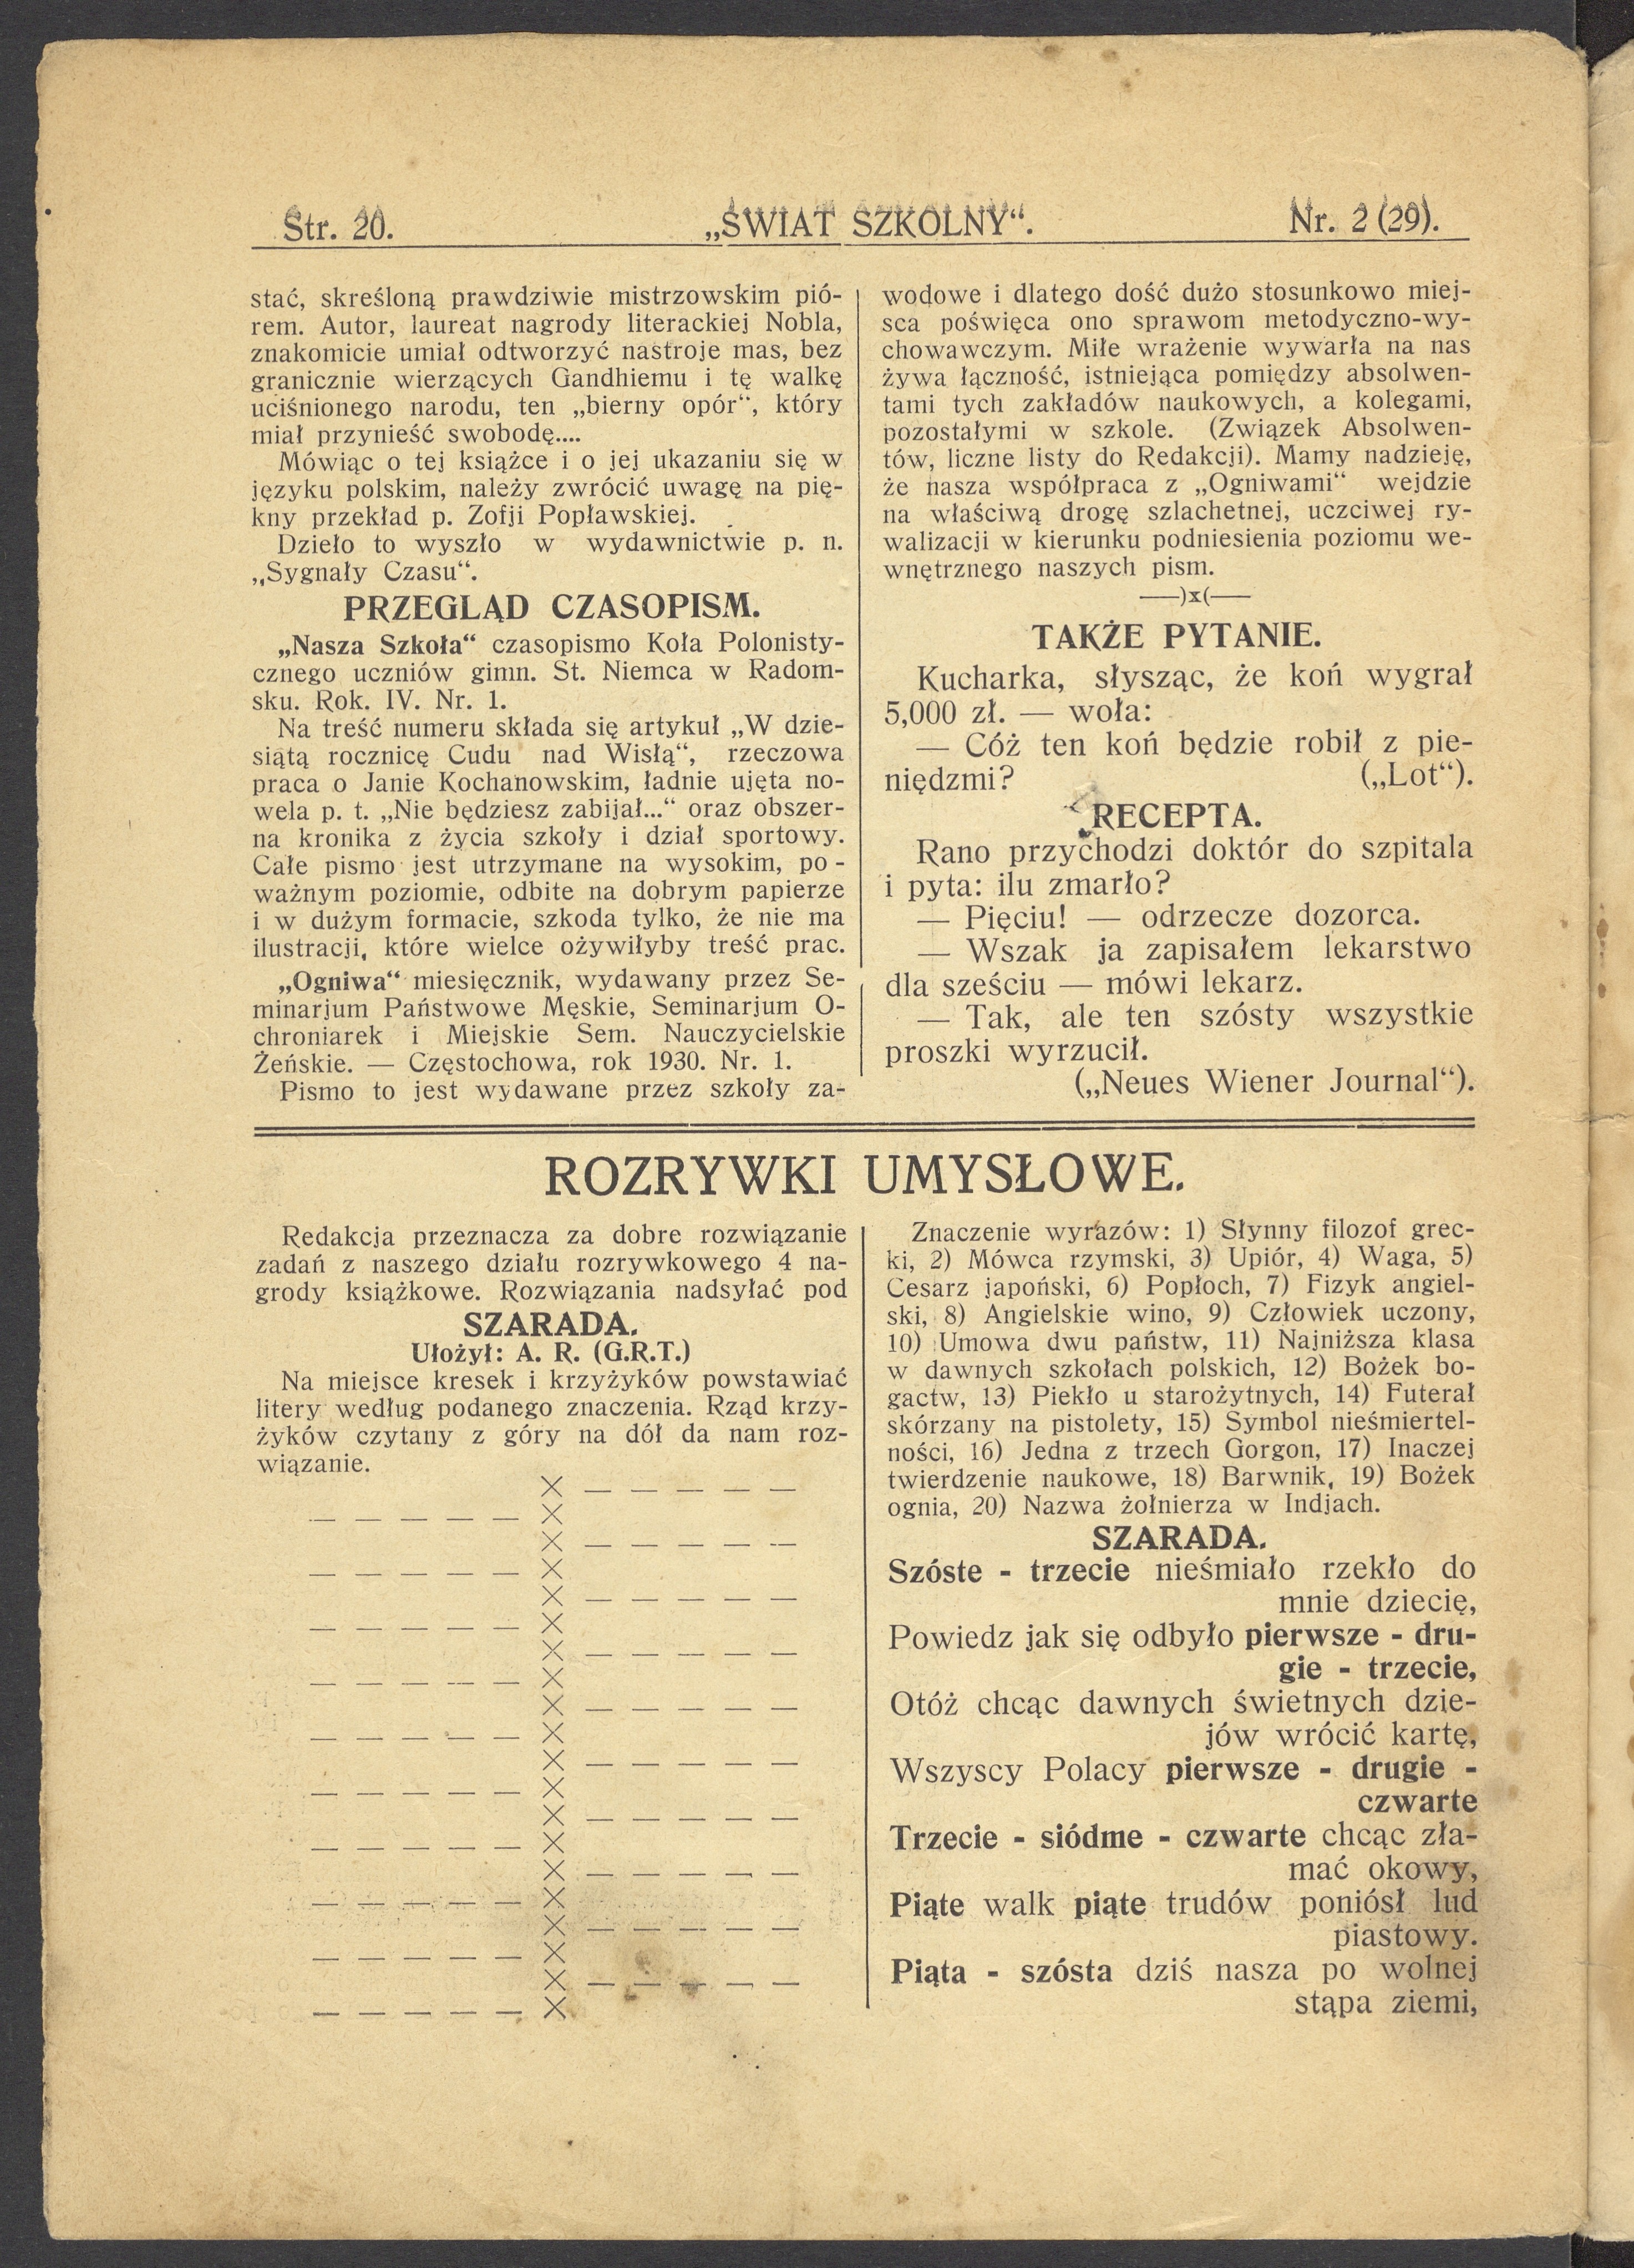 Str. 20.
„ŚWIAT SZKOLNY“.
Nr. 2 (29).
stać, skreśloną prawdziwie mistrzowskim pió-
rem. Autor, laureat nagrody literackiej Nobla,
znakomicie umiał odtworzyć nastroje mas, bez
granicznie wierzących Gandhiemu i tę walkę
uciśnionego narodu, ten „bierny opór“, który
miał przynieść swobodę....
Mówiąc o tej książce i o jej ukazaniu się w
języku polskim, należy zwrócić uwagę na pię-
kny przekład p. Zofji Popławskiej.
Dzieło to wyszło w wydawnictwie p. n.
„Sygnały Czasu“.
PRZEGLĄD CZASOPISM.
„Nasza Szkoła“ czasopismo Koła Polonisty-
cznego uczniów gimn. St. Niemca w Radom-
sku. Rok. IV. Nr. 1.
Na treść numeru składa się artykuł „W dzie-
siątą rocznicę Cudu nad Wisłą“, rzeczowa
praca o Janie Kochanowskim, ładnie ujęta no-
wela p. t. „Nie będziesz zabijał...“ oraz obszer-
na kronika z życia szkoły i dział sportowy.
Całe pismo jest utrzymane na wysokim, po -
ważnym poziomie, odbite na dobrym papierze
i w dużym formacie, szkoda tylko, że nie ma
ilustracji, które wielce ożywiłyby treść prac.
„Ogniwa“ miesięcznik, wydawany przez Se-
minarjum Państwowe Męskie, Seminarjum O-
chroniarek i Miejskie Sem. Nauczycielskie
Żeńskie. — Częstochowa, rok 1930. Nr. 1.
Pismo to jest wydawane przez szkoły za-
wodowe i dlatego dość dużo stosunkowo miej-
sca poświęca ono sprawom metodyczno-wy-
chowawczym. Miłe wrażenie wywarła na nas
żywa łączność, istniejąca pomiędzy absolwen-
tami tych zakładów naukowych, a kolegami,
pozostałymi w szkole. (Związek Absolwen-
tów, liczne listy do Redakcji). Mamy nadzieję,
że nasza współpraca z „Ogniwami“ wejdzie
na właściwą drogę szlachetnej, uczciwej ry-
walizacji w kierunku podniesienia poziomu we-
wnętrznego naszych pism.
——)x(——
TAKŻE PYTANIE.
Kucharka, słysząc, że koń wygrał
5,000 zł. — woła:
— Cóż ten koń będzie robił z pie-
niędzmi? („Lot“).
RECEPTA.
Rano przychodzi doktór do szpitala
i pyta: ilu zmarło?
— Pięciu! — odrzecze dozorca.
— Wszak ja zapisałem lekarstwo
dla sześciu — mówi lekarz.
— Tak, ale ten szósty wszystkie
proszki wyrzucił.
(„Neues Wiener Journal“).
ROZRYWKI UMYSŁOWE.
Redakcja przeznacza za dobre rozwiązanie
zadań z naszego działu rozrywkowego 4 na-
grody książkowe. Rozwiązania nadsyłać pod
SZARADA.
Ułożył: A. R. (G.R.T.)
Na miejsce kresek i krzyżyków powstawiać
litery według podanego znaczenia. Rząd krzy-
żyków czytany z góry na dół da nam roz-
wiązanie.
X — — — — —
— — — — — X
X — — — — —
— — — — — X
X — — — — —
— — — — — X
X — — — — —
— — — — — X
X — — — — —
— — — — — X
X — — — — —
— — — — — X
X — — — — —
— — — — — X
X — — — — —
— — — — — X
X — — — — —
— — — — — X
X — — — — —
— — — — — X
Znaczenie wyrazów: 1) Słynny filozof grec-
ki, 2) Mówca rzymski, 3) Upiór, 4) Waga, 5)
Cesarz japoński, 6) Popłoch, 7) Fizyk angiel-
ski, 8) Angielskie wino, 9) Człowiek uczony,
10) Umowa dwu państw, 11) Najniższa klasa
w dawnych szkołach polskich, 12) Bożek bo-
gactw, 13) Piekło u starożytnych, 14) Futerał
skórzany na pistolety, 15) Symbol nieśmiertel-
ności, 16) Jedna z trzech Gorgon, 17) Inaczej
twierdzenie naukowe, 18) Barwnik, 19) Bożek
ognia, 20) Nazwa żołnierza w Indjach.
SZARADA.
Szóste - trzecie nieśmiało rzekło do
mnie dziecię,
Powiedz jak się odbyło pierwsze - dru-
gie - trzecie,
Otóż chcąc dawnych świetnych dzie-
jów wrócić kartę,
Wszyscy Polacy pierwsze - drugie -
czwarte
Trzecie - siódme - czwarte chcąc zła-
mać okowy,
Piąte walk piąte trudów poniósł lud
piastowy.
Piąta - szósta dziś nasza po wolnej
stąpa ziemi,